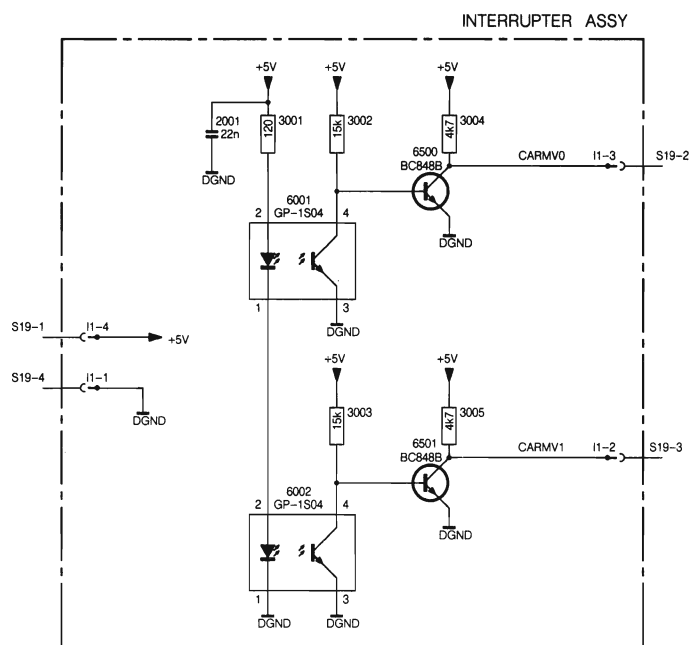 INTERRUPTER ASSY
+5V
+5V
+5V
2001
22n
120
3001
15k
3002
4k7
3004
DGND
6500
BC848B
CARMV0
I1-3
S19-2
DGND
6001
GP-1S04
2
4
1
3
DGND
S19-1
I1-4
+5V
S19-4
I1-1
DGND
+5V
+5V
15k
3003
4k7
3005
6501
BC848B
CARMV1
I1-2
S19-3
DGND
6002
GP-1S04
2
4
1
3
DGND
DGND